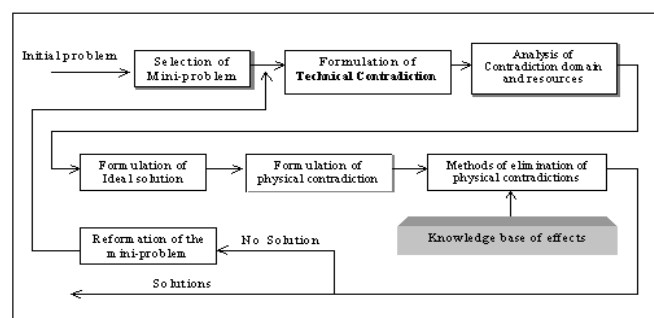 Initial problem
Selection of
Mini-problem
Formulation of
Technical Contradiction
Analysis of
Contradiction domain
and resources
Formulation of
Ideal solution
Formulation of
physical contradiction
Methods of elimination of
physical contradictions
Reformation of the
mini-problem
No Solution
Knowledge base of effects
Solutions